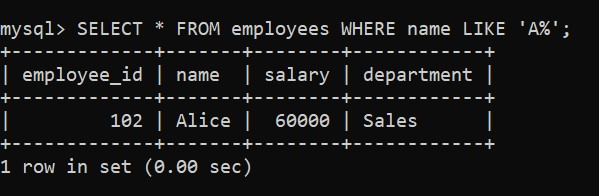 mysql> SELECT * FROM employees WHERE name LIKE 'A%';
+-------------+-------+--------+------------+
| employee_id | name  | salary | department |
+-------------+-------+--------+------------+
|         102 | Alice |  60000 | Sales      |
+-------------+-------+--------+------------+
1 row in set (0.00 sec)